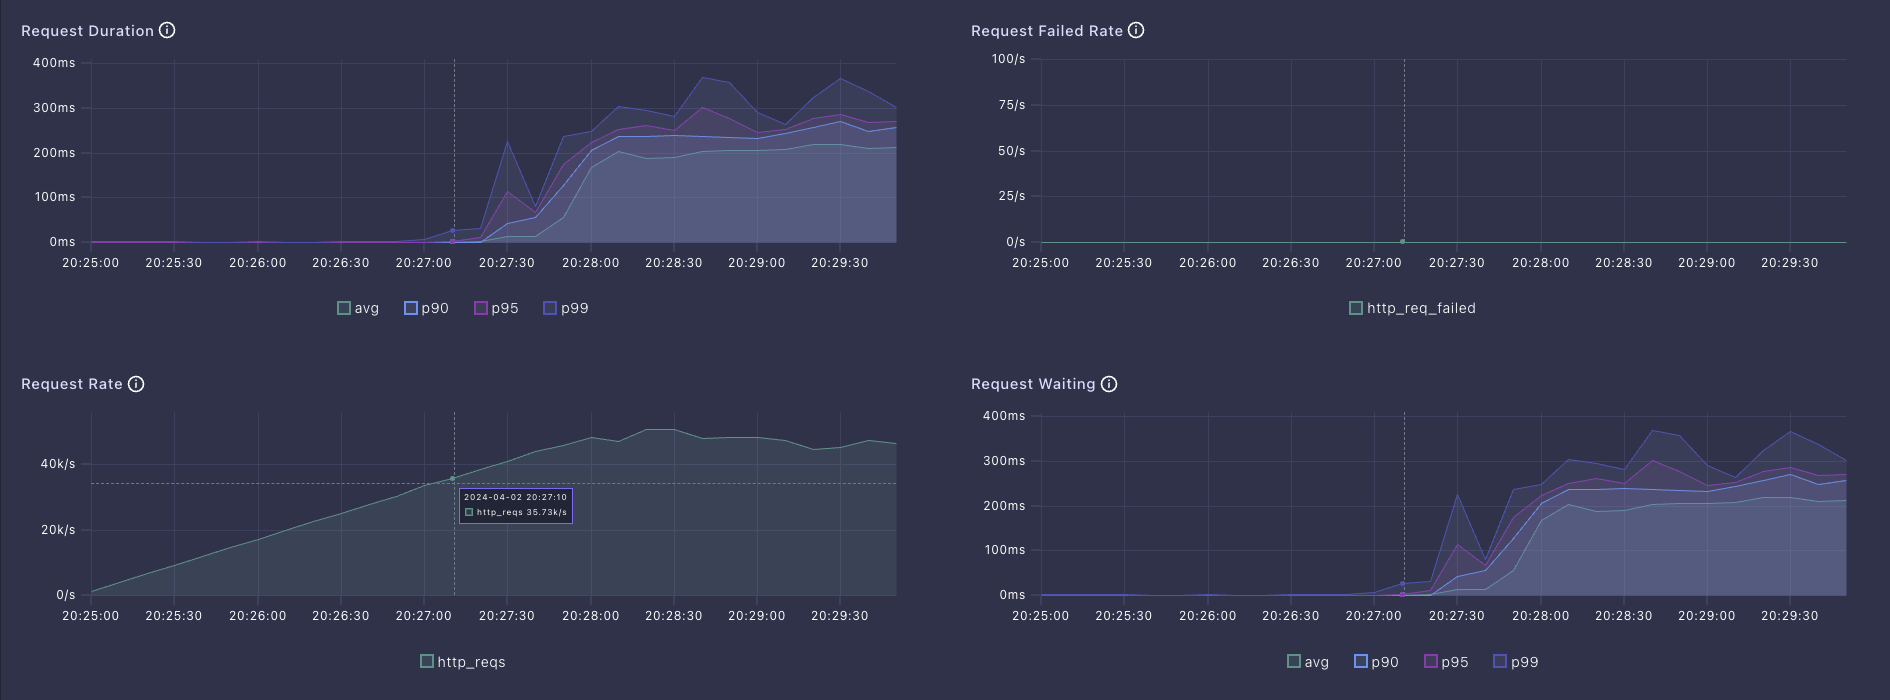 Request Duration
400ms
300ms
200ms
100ms
0ms
20:25:00 20:25:30 20:26:00 20:26:30 20:27:00 20:27:30 20:28:00 20:28:30 20:29:00 20:29:30
avg p90 p95 p99
Request Failed Rate
100/s
75/s
50/s
25/s
0/s
20:25:00 20:25:30 20:26:00 20:26:30 20:27:00 20:27:30 20:28:00 20:28:30 20:29:00 20:29:30
http_req_failed
Request Rate
40k/s
20k/s
0/s
2024-04-02 20:27:10
http_reqs 35.73k/s
20:25:00 20:25:30 20:26:00 20:26:30 20:27:00 20:27:30 20:28:00 20:28:30 20:29:00 20:29:30
http_reqs
Request Waiting
400ms
300ms
200ms
100ms
0ms
20:25:00 20:25:30 20:26:00 20:26:30 20:27:00 20:27:30 20:28:00 20:28:30 20:29:00 20:29:30
avg p90 p95 p99